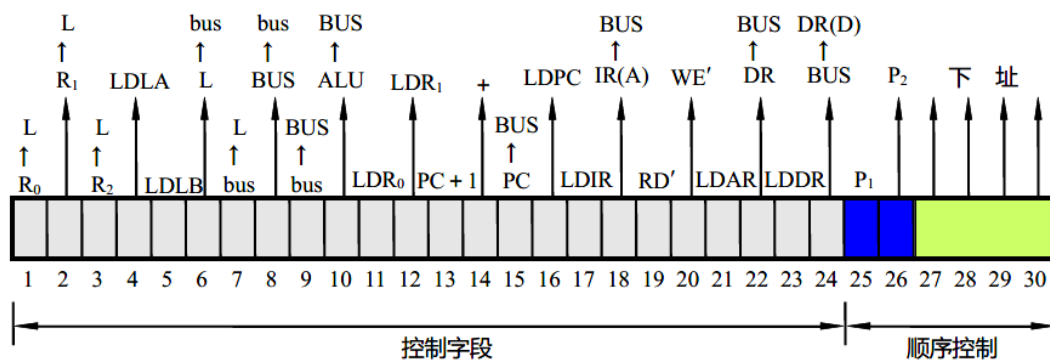 L bus bus BUS BUS BUS DR(D)
↑ ↑ ↑ ↑ ↑ ↑ ↑
R₁ LDLA L BUS ALU LDR₁ + LDPC IR(A) WE′ DR BUS P₂ 下 址
L L L BUS BUS
↑ ↑ ↑ ↑ ↑
R₀ R₂ LDLB bus bus LDR₀ PC + 1 PC LDIR RD′ LDAR LDDR P₁
1 2 3 4 5 6 7 8 9 10 11 12 13 14 15 16 17 18 19 20 21 22 23 24 25 26 27 28 29 30
控制字段 顺序控制